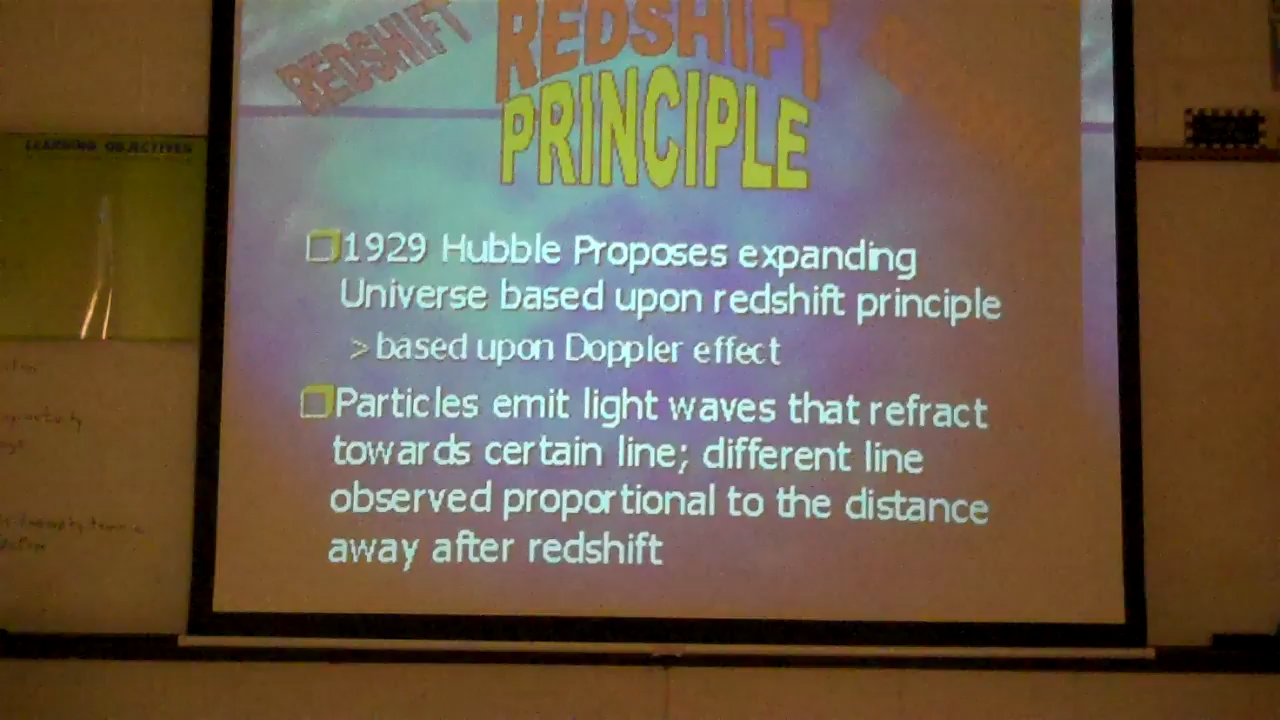 REDSHIFT
REDSHIFT
PRINCIPLE
LEARNING OBJECTIVES
1929 Hubble Proposes expanding
Universe based upon redshift principle
> based upon Doppler effect
Particles emit light waves that refract
towards certain line; different line
observed proportional to the distance
away after redshift